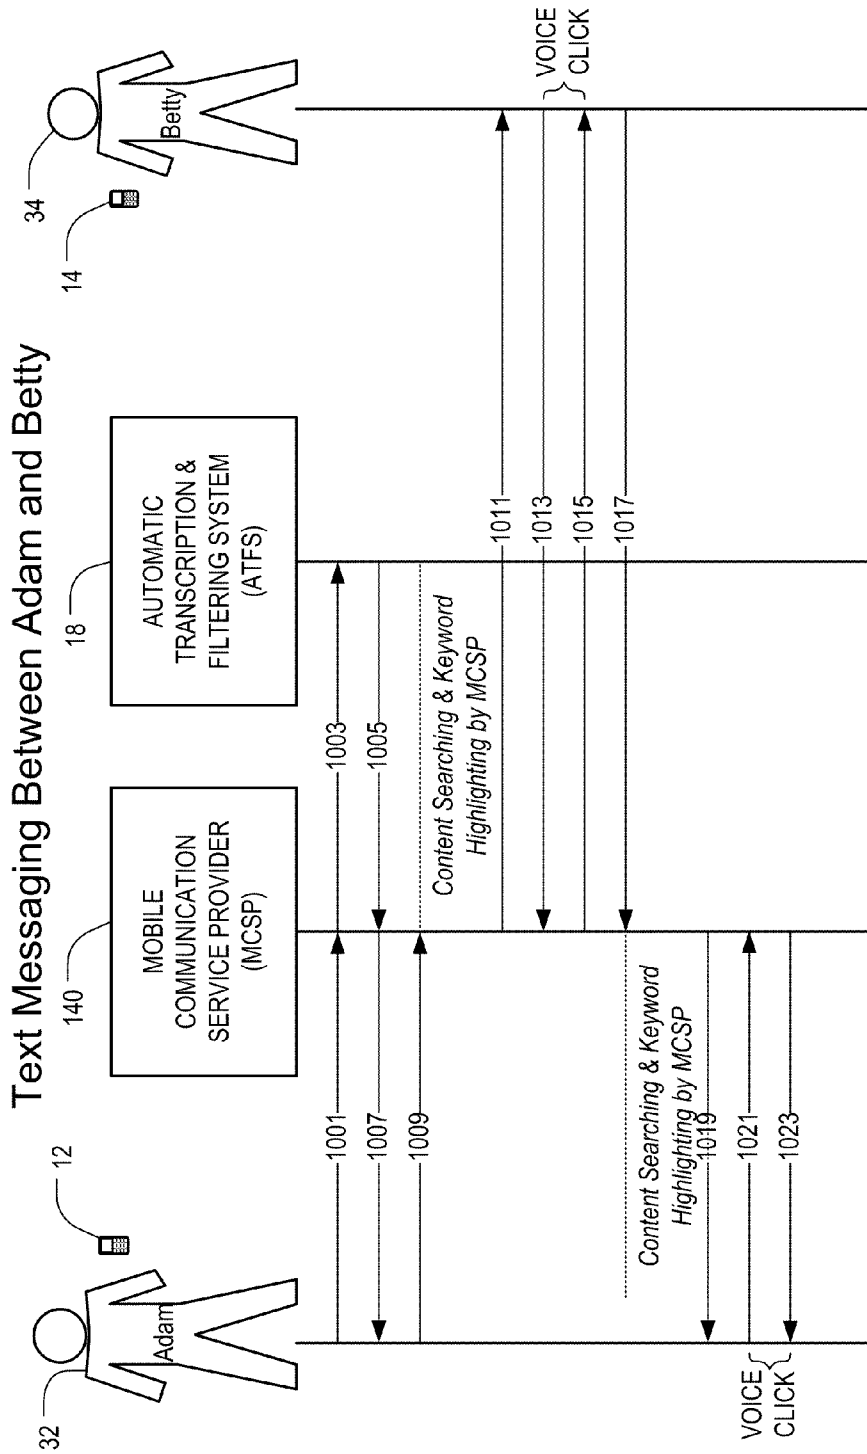 Text Messaging Between Adam and Betty
32
Adam
12
140
MOBILE
COMMUNICATION
SERVICE PROVIDER
(MCSP)
18
AUTOMATIC
TRANSCRIPTION &
FILTERING SYSTEM
(ATFS)
14
34
Betty
1001
1003
1005
1007
1009
Content Searching & Keyword
Highlighting by MCSP
1011
1013
1015
VOICE
CLICK
1017
Content Searching & Keyword
Highlighting by MCSP
1019
1021
1023
VOICE
CLICK